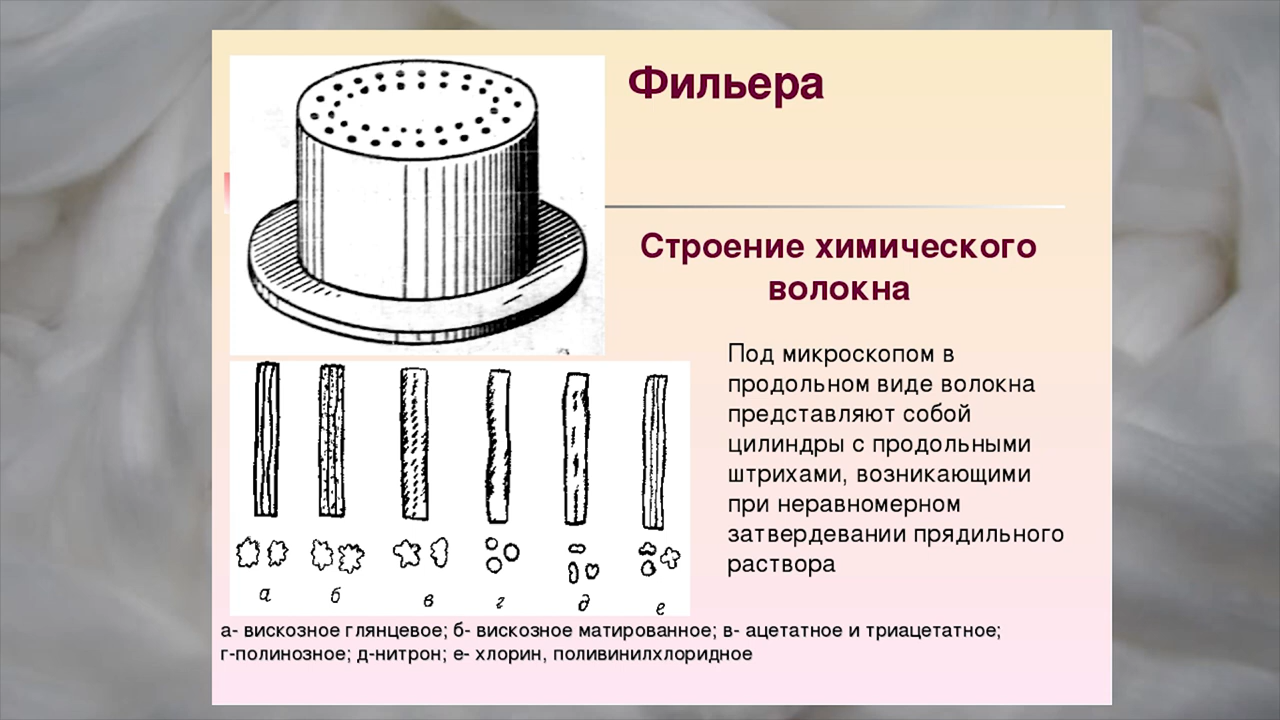 Фильера
Строение химического
волокна
Под микроскопом в
продольном виде волокна
представляют собой
цилиндры с продольными
штрихами, возникающими
при неравномерном
затвердевании прядильного
раствора
а б в г д е
а- вискозное глянцевое; б- вискозное матированное; в- ацетатное и триацетатное;
г-полинозное; д-нитрон; е- хлорин, поливинилхлоридное